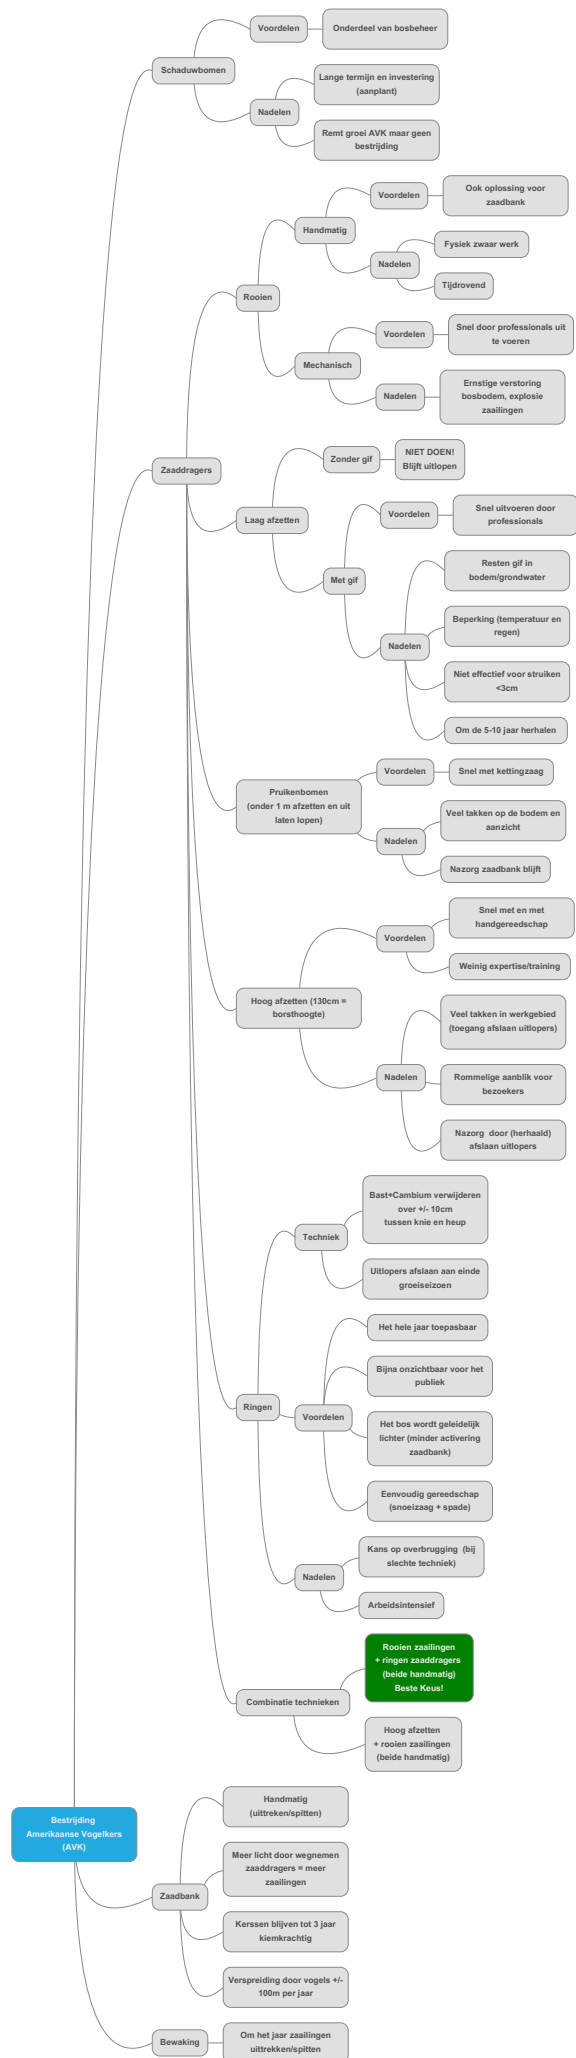 Voordelen
Onderdeel van bosbeheer
Schaduwbomen
Lange termijn en investering
(aanplant)
Nadelen
Remt groei AVK maar geen
bestrijding
Ook oplossing voor
zaadbank
Voordelen
Handmatig
Fysiek zwaar werk
Nadelen
Tijdrovend
Rooien
Snel door professionals uit
te voeren
Voordelen
Mechanisch
Ernstige verstoring
bosbodem, explosie
zaailingen
Nadelen
Zaaddragers
Zonder gif
NIET DOEN!
Blijft uitlopen
Laag afzetten
Snel uitvoeren door
professionals
Voordelen
Met gif
Resten gif in
bodem/grondwater
Beperking (temperatuur en
regen)
Nadelen
Niet effectief voor struiken
<3cm
Om de 5-10 jaar herhalen
Pruikenbomen
(onder 1 m afzetten en uit
laten lopen)
Voordelen
Snel met kettingzaag
Veel takken op de bodem en
aanzicht
Nadelen
Nazorg zaadbank blijft
Snel met en met
handgereedschap
Voordelen
Weinig expertise/training
Hoog afzetten (130cm =
borsthoogte)
Veel takken in werkgebied
(toegang afslaan uitlopers)
Nadelen
Rommelige aanblik voor
bezoekers
Nazorg  door (herhaald)
afslaan uitlopers
Bast+Cambium verwijderen
over +/- 10cm
tussen knie en heup
Techniek
Uitlopers afslaan aan einde
groeiseizoen
Het hele jaar toepasbaar
Bijna onzichtbaar voor het
publiek
Ringen
Voordelen
Het bos wordt geleidelijk
lichter (minder activering
zaadbank)
Eenvoudig gereedschap
(snoeizaag + spade)
Kans op overbrugging  (bij
slechte techniek)
Nadelen
Arbeidsintensief
Rooien zaailingen
+ ringen zaaddragers
(beide handmatig)
Beste Keus!
Combinatie technieken
Hoog afzetten
+ rooien zaailingen
(beide handmatig)
Bestrijding
Amerikaanse Vogelkers
(AVK)
Handmatig
(uittreken/spitten)
Meer licht door wegnemen
zaaddragers = meer
zaailingen
Zaadbank
Kerssen blijven tot 3 jaar
kiemkrachtig
Verspreiding door vogels +/-
100m per jaar
Bewaking
Om het jaar zaailingen
uittrekken/spitten